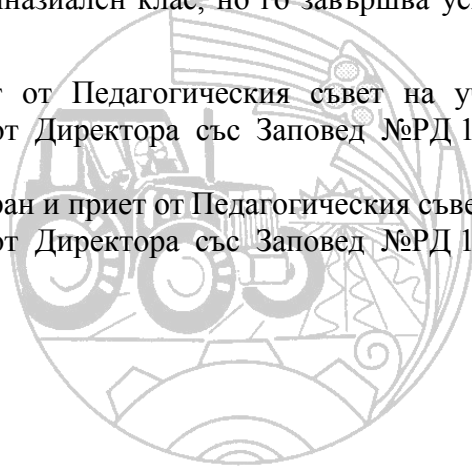 назиален клас, но го завършва ус
от Педагогическия съвет на у
от Директора със Заповед №РД 1
ран и приет от Педагогическия съве
от Директора със Заповед №РД 1